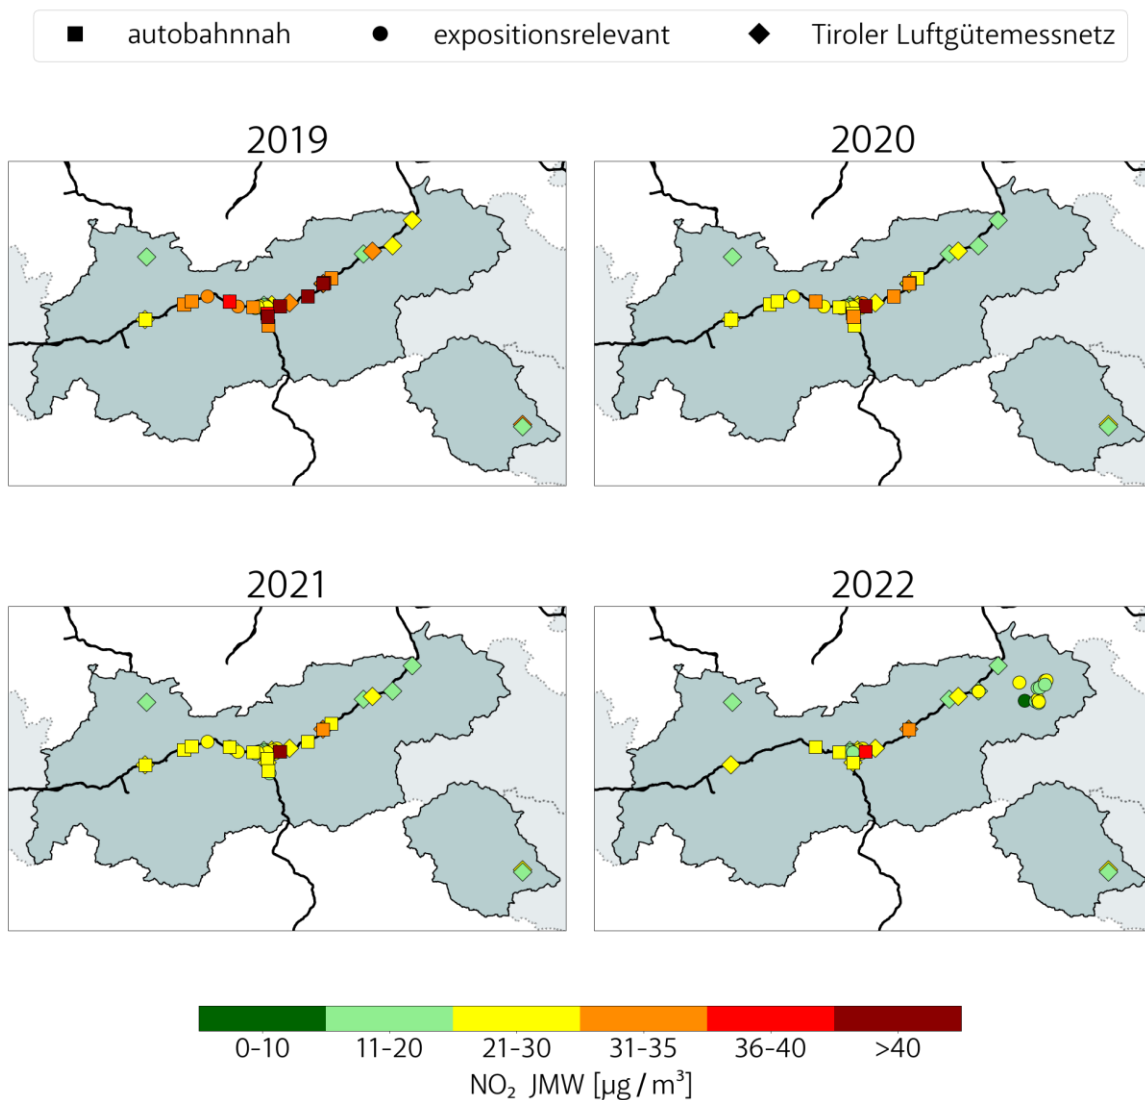 autobahnnah expositionsrelevant Tiroler Luftgütemessnetz
2019 2020
2021 2022
0-10 11-20 21-30 31-35 36-40 >40
NO₂ JMW [µg / m³]